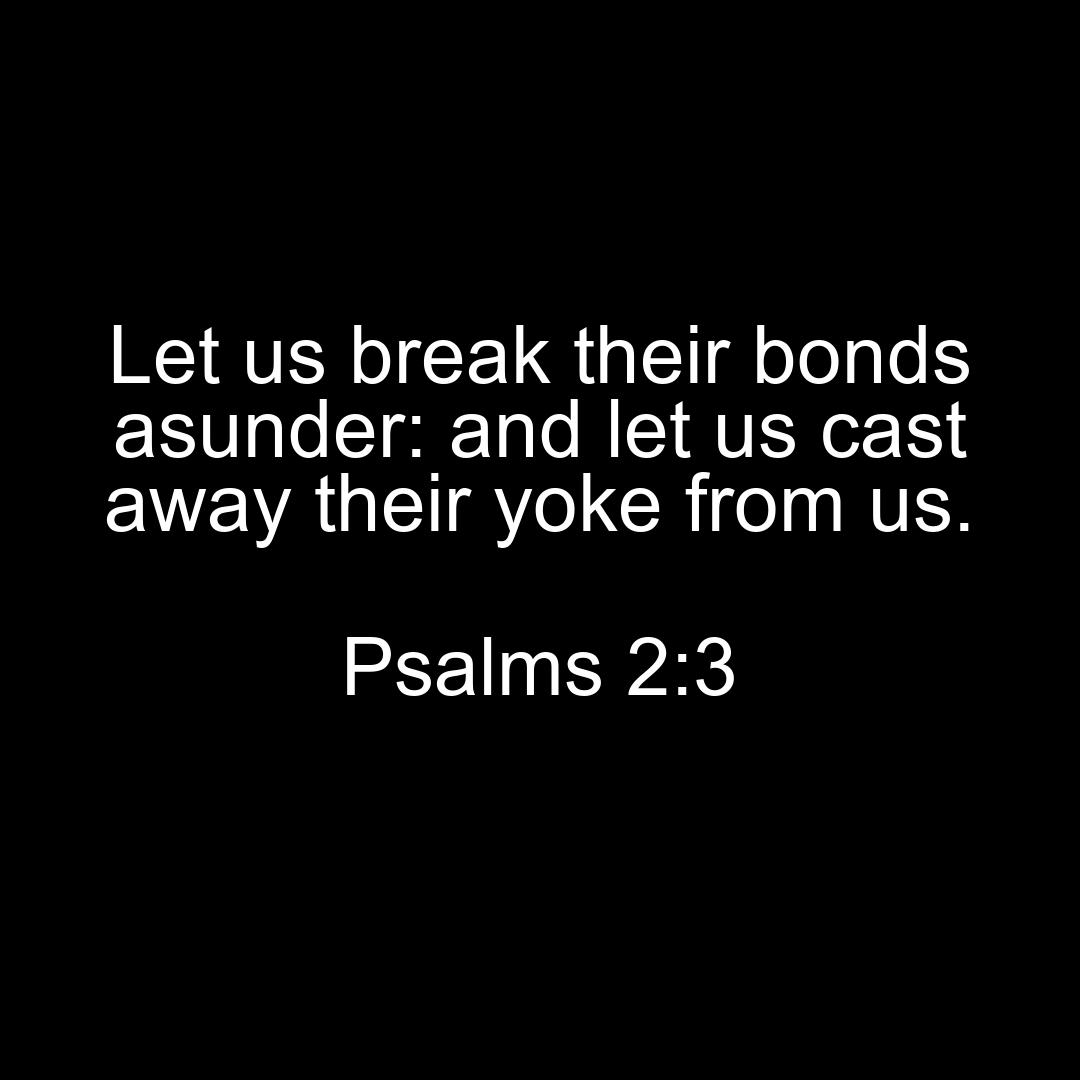 Let us break their bonds
asunder: and let us cast
away their yoke from us.
Psalms 2:3